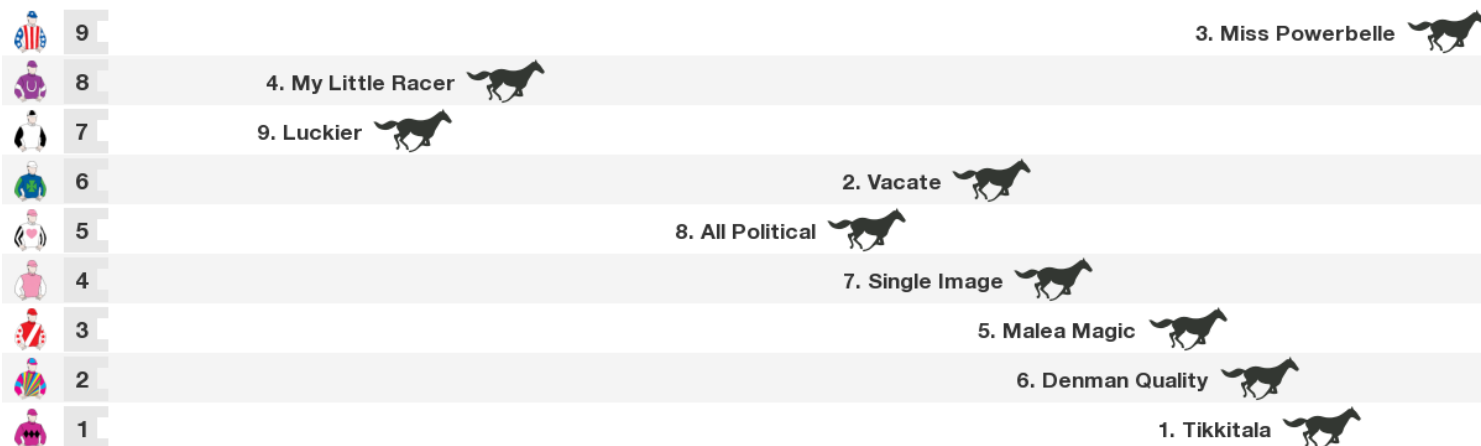 9 3. Miss Powerbelle
8 4. My Little Racer
7 9. Luckier
6 2. Vacate
5 8. All Political
4 7. Single Image
3 5. Malea Magic
2 6. Denman Quality
1 1. Tikkitala